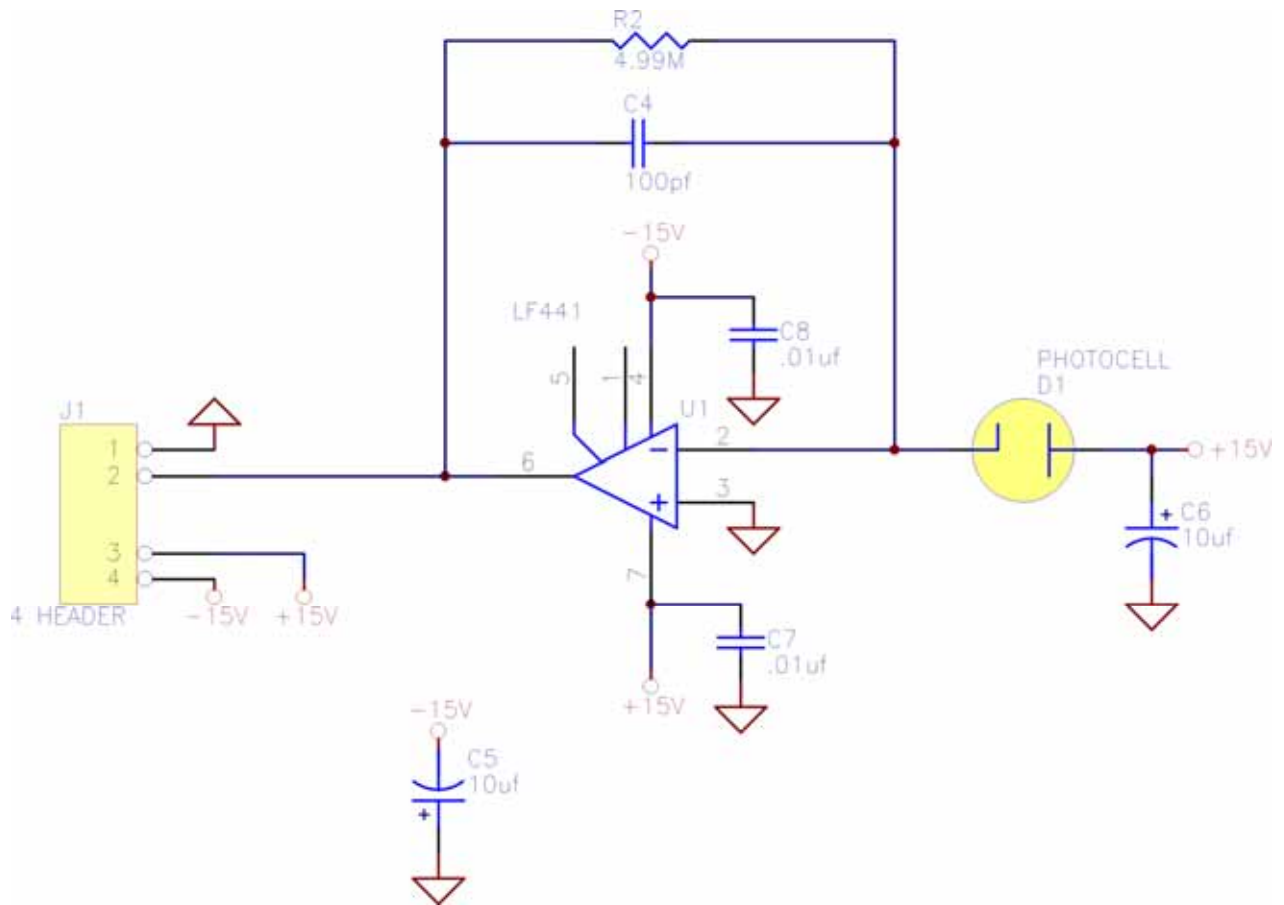 R2
4.99M
C4
100pf
-15V
LF441
C8
.01uf
5
1
4
PHOTOCELL
D1
J1
U1
1
2
2
+15V
6
3
C6
10uf
+
-
+
3
4
7
4 HEADER
-15V
+15V
C7
.01uf
+15V
-15V
C5
10uf
+